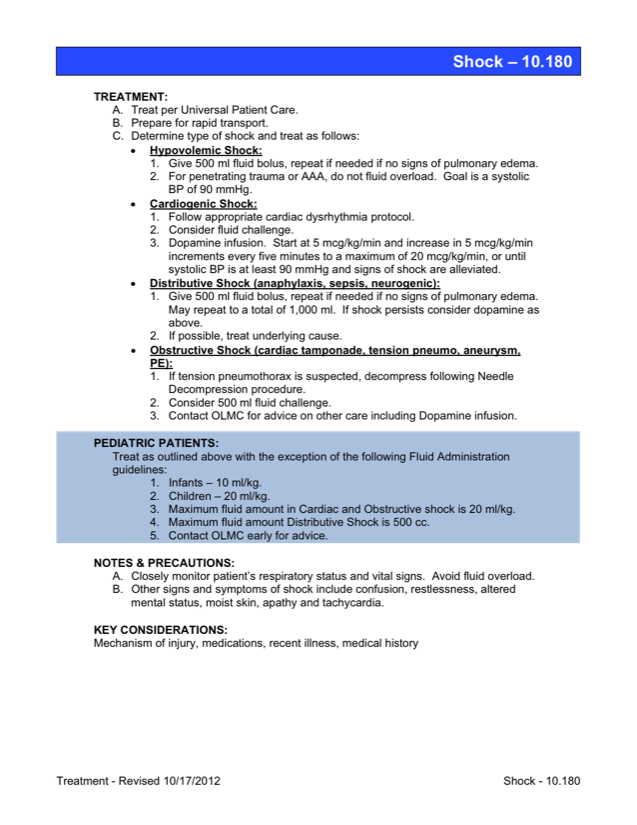 Shock – 10.180
TREATMENT:
A. Treat per Universal Patient Care.
B. Prepare for rapid transport.
C. Determine type of shock and treat as follows:
• Hypovolemic Shock:
1. Give 500 ml fluid bolus, repeat if needed if no signs of pulmonary edema.
2. For penetrating trauma or AAA, do not fluid overload. Goal is a systolic
BP of 90 mmHg.
• Cardiogenic Shock:
1. Follow appropriate cardiac dysrhythmia protocol.
2. Consider fluid challenge.
3. Dopamine infusion. Start at 5 mcg/kg/min and increase in 5 mcg/kg/min
increments every five minutes to a maximum of 20 mcg/kg/min, or until
systolic BP is at least 90 mmHg and signs of shock are alleviated.
• Distributive Shock (anaphylaxis, sepsis, neurogenic):
1. Give 500 ml fluid bolus, repeat if needed if no signs of pulmonary edema.
May repeat to a total of 1,000 ml. If shock persists consider dopamine as
above.
2. If possible, treat underlying cause.
• Obstructive Shock (cardiac tamponade, tension pneumo, aneurysm,
PE):
1. If tension pneumothorax is suspected, decompress following Needle
Decompression procedure.
2. Consider 500 ml fluid challenge.
3. Contact OLMC for advice on other care including Dopamine infusion.
PEDIATRIC PATIENTS:
Treat as outlined above with the exception of the following Fluid Administration
guidelines:
1. Infants – 10 ml/kg.
2. Children – 20 ml/kg.
3. Maximum fluid amount in Cardiac and Obstructive shock is 20 ml/kg.
4. Maximum fluid amount Distributive Shock is 500 cc.
5. Contact OLMC early for advice.
NOTES & PRECAUTIONS:
A. Closely monitor patient's respiratory status and vital signs. Avoid fluid overload.
B. Other signs and symptoms of shock include confusion, restlessness, altered
mental status, moist skin, apathy and tachycardia.
KEY CONSIDERATIONS:
Mechanism of injury, medications, recent illness, medical history
Treatment - Revised 10/17/2012
Shock - 10.180